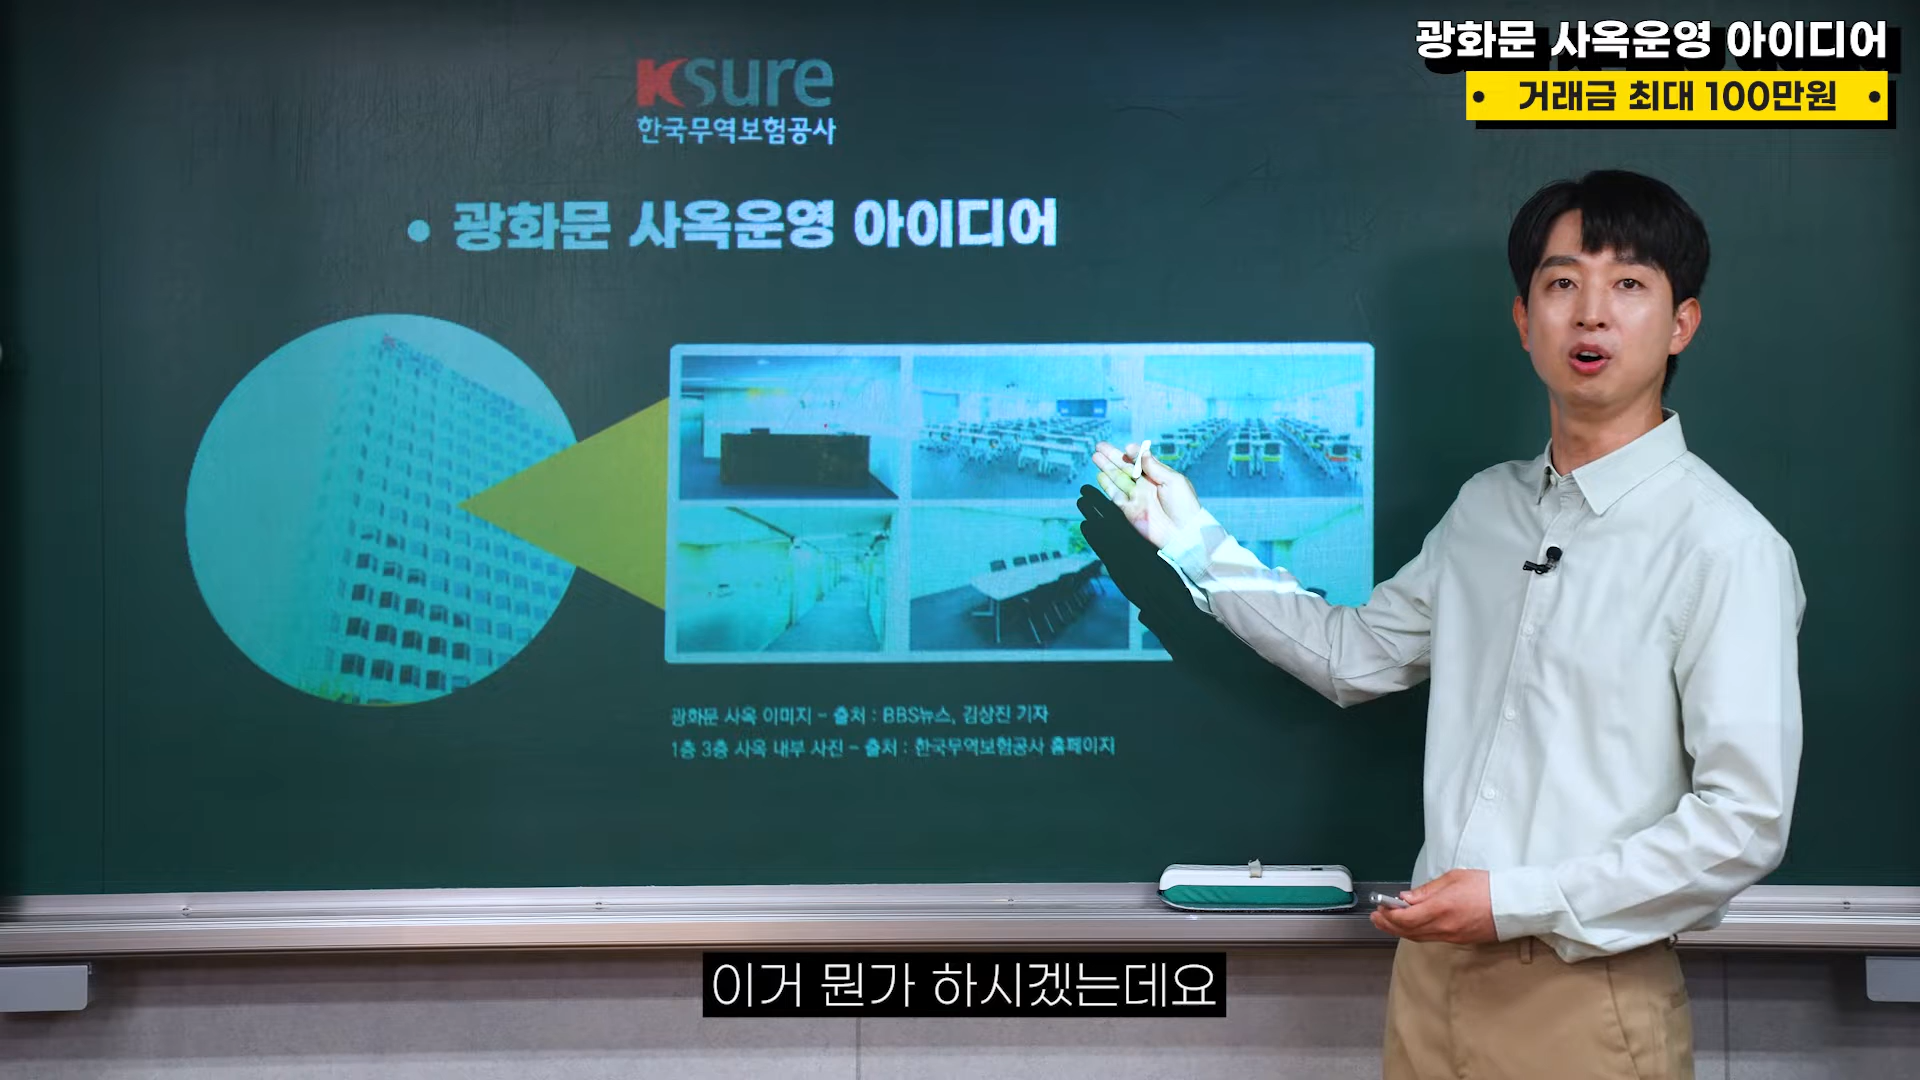 광화문 사옥운영 아이디어
• 거래금 최대 100만원 •
Ksure
한국무역보험공사
• 광화문 사옥운영 아이디어
Ksure
광화문 사옥 이미지 - 출처 : BBS뉴스, 김상진 기자
1층 3층 사옥 내부 사진 - 출처 : 한국무역보험공사 홈페이지
이거 뭔가 하시겠는데요